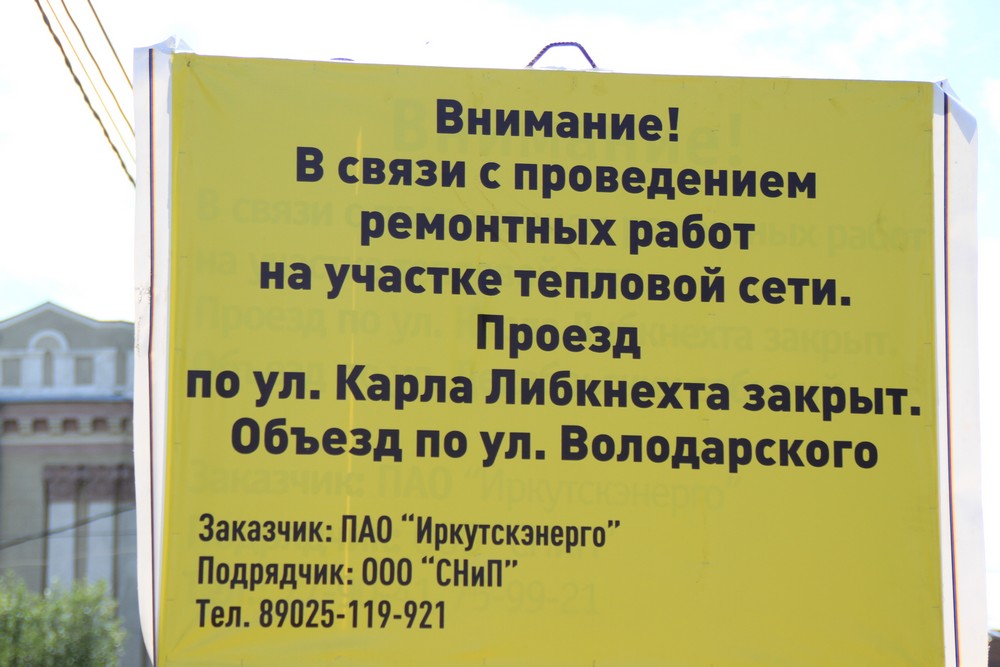 Внимание!
В связи с проведением
ремонтных работ
на участке тепловой сети.
Проезд
по ул. Карла Либкнехта закрыт.
Объезд по ул. Володарского
Заказчик: ПАО “Иркутскэнерго”
Подрядчик: ООО “СНиП”
Тел. 89025-119-921